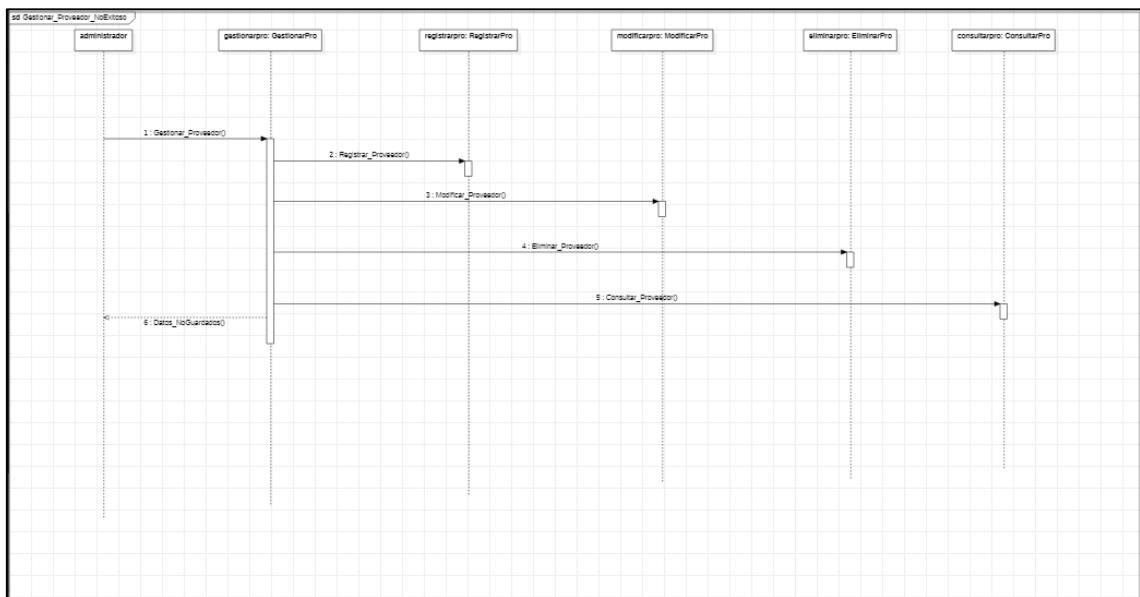 sd Gestionar_Proveedor_NoExitoso
administrador
gestionarpro: GestionarPro
registrarpro: RegistrarPro
modificarpro: ModificarPro
eliminarpro: EliminarPro
consultarpro: ConsultarPro
1 : Gestionar_Proveedor()
2 : Registrar_Proveedor()
3 : Modificar_Proveedor()
4 : Eliminar_Proveedor()
5 : Consultar_Proveedor()
6 : Datos_NoGuardados()